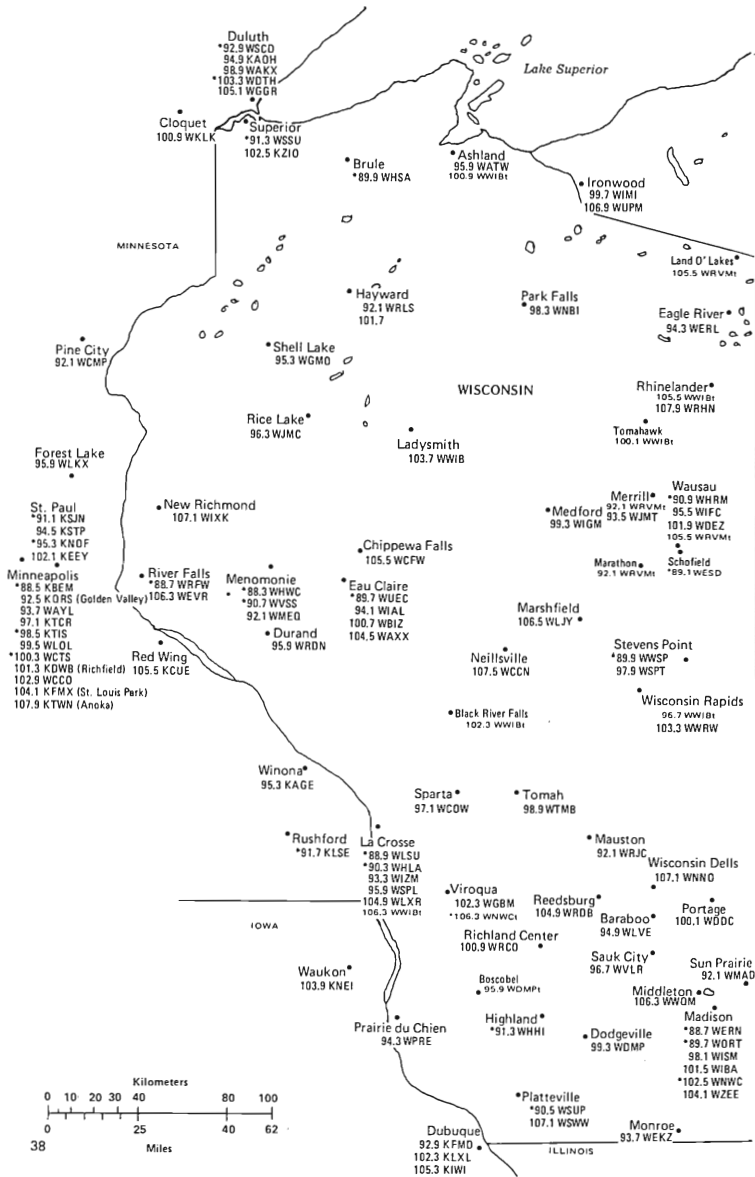 Duluth
*92.9 WSCD
94.9 KAOH
98.9 WAKX
*103.3 WDTH
105.1 WGGR
Lake Superior
Cloquet
100.9 WKLK
Superior
*91.3 WSSU
102.5 KZIO
Brule
*89.9 WHSA
Ashland
95.9 WATW
100.9 WWIBt
Ironwood
99.7 WIMI
106.9 WUPM
MINNESOTA
Land O' Lakes
105.5 WRVMt
Hayward
92.1 WRLS
101.7
Park Falls
98.3 WNBI
Eagle River
94.3 WERL
Pine City
92.1 WCMP
Shell Lake
95.3 WGMO
WISCONSIN
Rhinelander
105.5 WWIBt
107.9 WRHN
Rice Lake
96.3 WJMC
Ladysmith
103.7 WWIB
Tomahawk
100.1 WWIBt
Forest Lake
95.9 WLKX
St. Paul
*91.1 KSJN
94.5 KSTP
*95.3 KNOF
102.1 KEEY
New Richmond
107.1 WIXK
Medford
99.3 WIGM
Merrill
92.1 WRVMt
93.5 WJMT
Wausau
*90.9 WHRM
95.5 WIFC
101.9 WDEZ
105.5 WRVMt
Chippewa Falls
105.5 WCFW
Marathon
92.1 WRVMt
Schofield
*89.1 WESD
Minneapolis
*88.5 KBEM
92.5 KQRS (Golden Valley)
93.7 WAYL
97.1 KTCR
*98.5 KTIS
99.5 WLOL
*100.3 WCTS
101.3 KDWB (Richfield)
102.9 WCCO
104.1 KFMX (St. Louis Park)
107.9 KTWN (Anoka)
River Falls
*88.7 WRFW
106.3 WEVR
Menomonie
*88.3 WHWC
*90.7 WVSS
92.1 WMEQ
Eau Claire
*89.7 WUEC
94.1 WIAL
100.7 WBIZ
104.5 WAXX
Marshfield
106.5 WLJY
Durand
95.9 WRDN
Red Wing
105.5 KCUE
Neillsville
107.5 WCCN
Stevens Point
*89.9 WWSP
97.9 WSPT
Black River Falls
102.3 WWIBt
Wisconsin Rapids
96.7 WWIBt
103.3 WWRW
Winona
95.3 KAGE
Sparta
97.1 WCOW
Tomah
98.9 WTMB
Rushford
*91.7 KLSE
La Crosse
*88.9 WLSU
*90.3 WHLA
93.3 WIZM
95.9 WSPL
104.9 WLXR
106.3 WWIBt
Mauston
92.1 WRJC
Wisconsin Dells
107.1 WNNO
Viroqua
102.3 WGBM
*106.3 WNWCt
Reedsburg
104.9 WRDB
Baraboo
94.9 WLVE
Portage
100.1 WDDC
IOWA
Richland Center
100.9 WRCO
Sauk City
96.7 WVLR
Sun Prairie
92.1 WMAD
Waukon
103.9 KNEI
Boscobel
95.9 WDMPt
Middleton
106.3 WWQM
Prairie du Chien
94.3 WPRE
Highland
*91.3 WHHI
Dodgeville
99.3 WDMP
Madison
*88.7 WERN
*89.7 WORT
98.1 WISM
101.5 WIBA
*102.5 WNWC
104.1 WZEE
Kilometers
0 10 20 30 40 80 100
0 25 40 62
Miles
Platteville
*90.5 WSUP
107.1 WSWW
Monroe
93.7 WEKZ
Dubuque
92.9 KFMD
102.3 KLXL
105.3 KIWI
ILLINOIS
38